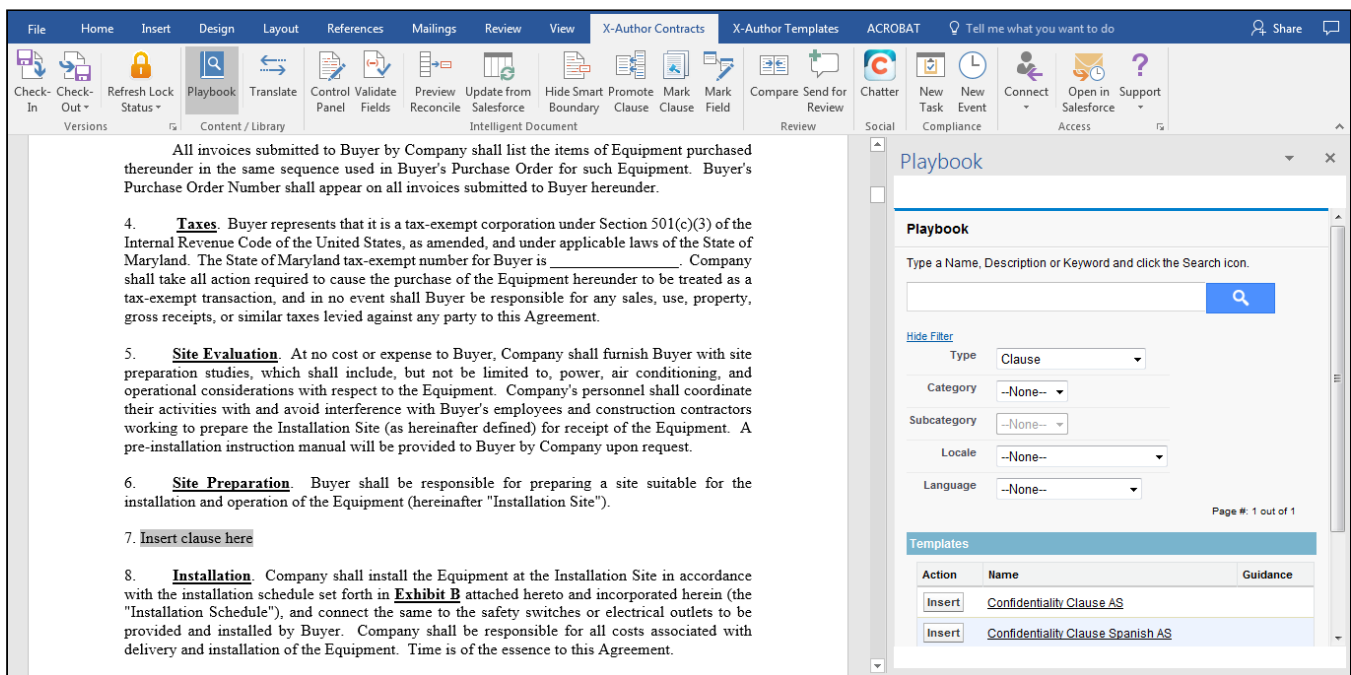 File Home Insert Design Layout References Mailings Review View X-Author Contracts X-Author Templates ACROBAT Tell me what you want to do Share
Check-In Check-Out Refresh Lock Status Playbook Translate Control Panel Validate Fields Preview Reconcile Update from Salesforce Hide Smart Boundary Promote Clause Mark Clause Mark Field Compare Send for Review Chatter New Task New Event Connect Open in Salesforce Support
Versions Content / Library Intelligent Document Review Social Compliance Access
All invoices submitted to Buyer by Company shall list the items of Equipment purchased
thereunder in the same sequence used in Buyer's Purchase Order for such Equipment. Buyer's
Purchase Order Number shall appear on all invoices submitted to Buyer hereunder.
4. Taxes. Buyer represents that it is a tax-exempt corporation under Section 501(c)(3) of the
Internal Revenue Code of the United States, as amended, and under applicable laws of the State of
Maryland. The State of Maryland tax-exempt number for Buyer is _________________. Company
shall take all action required to cause the purchase of the Equipment hereunder to be treated as a
tax-exempt transaction, and in no event shall Buyer be responsible for any sales, use, property,
gross receipts, or similar taxes levied against any party to this Agreement.
5. Site Evaluation. At no cost or expense to Buyer, Company shall furnish Buyer with site
preparation studies, which shall include, but not be limited to, power, air conditioning, and
operational considerations with respect to the Equipment. Company's personnel shall coordinate
their activities with and avoid interference with Buyer's employees and construction contractors
working to prepare the Installation Site (as hereinafter defined) for receipt of the Equipment. A
pre-installation instruction manual will be provided to Buyer by Company upon request.
6. Site Preparation. Buyer shall be responsible for preparing a site suitable for the
installation and operation of the Equipment (hereinafter "Installation Site").
7. Insert clause here
8. Installation. Company shall install the Equipment at the Installation Site in accordance
with the installation schedule set forth in Exhibit B attached hereto and incorporated herein (the
"Installation Schedule"), and connect the same to the safety switches or electrical outlets to be
provided and installed by Buyer. Company shall be responsible for all costs associated with
delivery and installation of the Equipment. Time is of the essence to this Agreement.
Playbook
Playbook
Type a Name, Description or Keyword and click the Search icon.
Hide Filter
Type Clause
Category --None--
Subcategory --None--
Locale --None--
Language --None--
Page #: 1 out of 1
Templates
Action Name Guidance
Insert Confidentiality Clause AS
Insert Confidentiality Clause Spanish AS